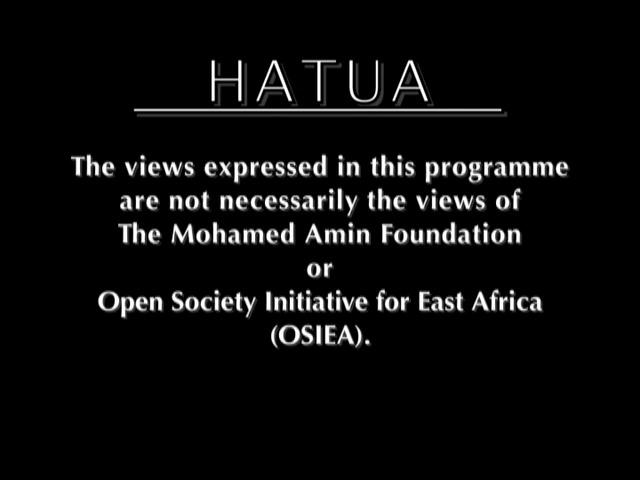 HATUA
The views expressed in this programme
are not necessarily the views of
The Mohamed Amin Foundation
or
Open Society Initiative for East Africa
(OSIEA).